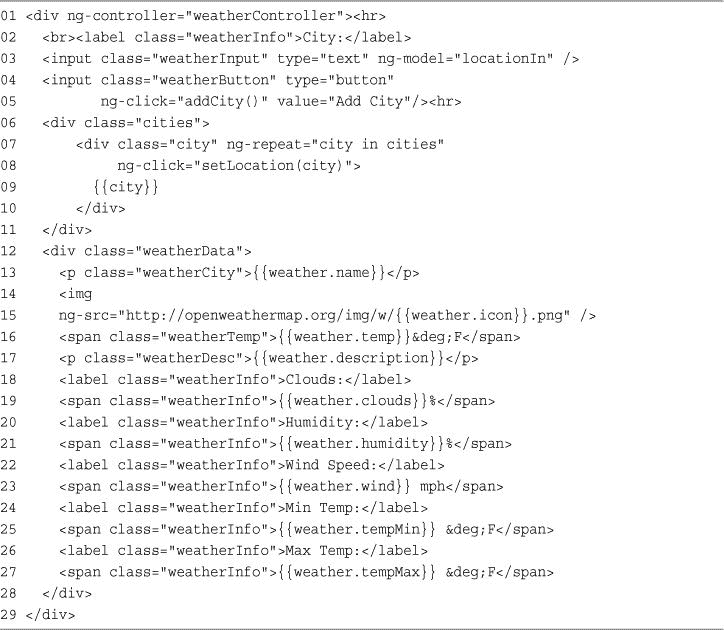 01 <div ng-controller="weatherController"><hr>
02   <br><label class="weatherInfo">City:</label>
03   <input class="weatherInput" type="text" ng-model="locationIn" />
04   <input class="weatherButton" type="button"
05          ng-click="addCity()" value="Add City"/><hr>
06   <div class="cities">
07       <div class="city" ng-repeat="city in cities"
08            ng-click="setLocation(city)">
09         {{city}}
10       </div>
11   </div>
12   <div class="weatherData">
13     <p class="weatherCity">{{weather.name}}</p>
14     <img
15     ng-src="http://openweathermap.org/img/w/{{weather.icon}}.png" />
16     <span class="weatherTemp">{{weather.temp}}&deg;F</span>
17     <p class="weatherDesc">{{weather.description}}</p>
18     <label class="weatherInfo">Clouds:</label>
19     <span class="weatherInfo">{{weather.clouds}}%</span>
20     <label class="weatherInfo">Humidity:</label>
21     <span class="weatherInfo">{{weather.humidity}}%</span>
22     <label class="weatherInfo">Wind Speed:</label>
23     <span class="weatherInfo">{{weather.wind}} mph</span>
24     <label class="weatherInfo">Min Temp:</label>
25     <span class="weatherInfo">{{weather.tempMin}} &deg;F</span>
26     <label class="weatherInfo">Max Temp:</label>
27     <span class="weatherInfo">{{weather.tempMax}} &deg;F</span>
28   </div>
29 </div>